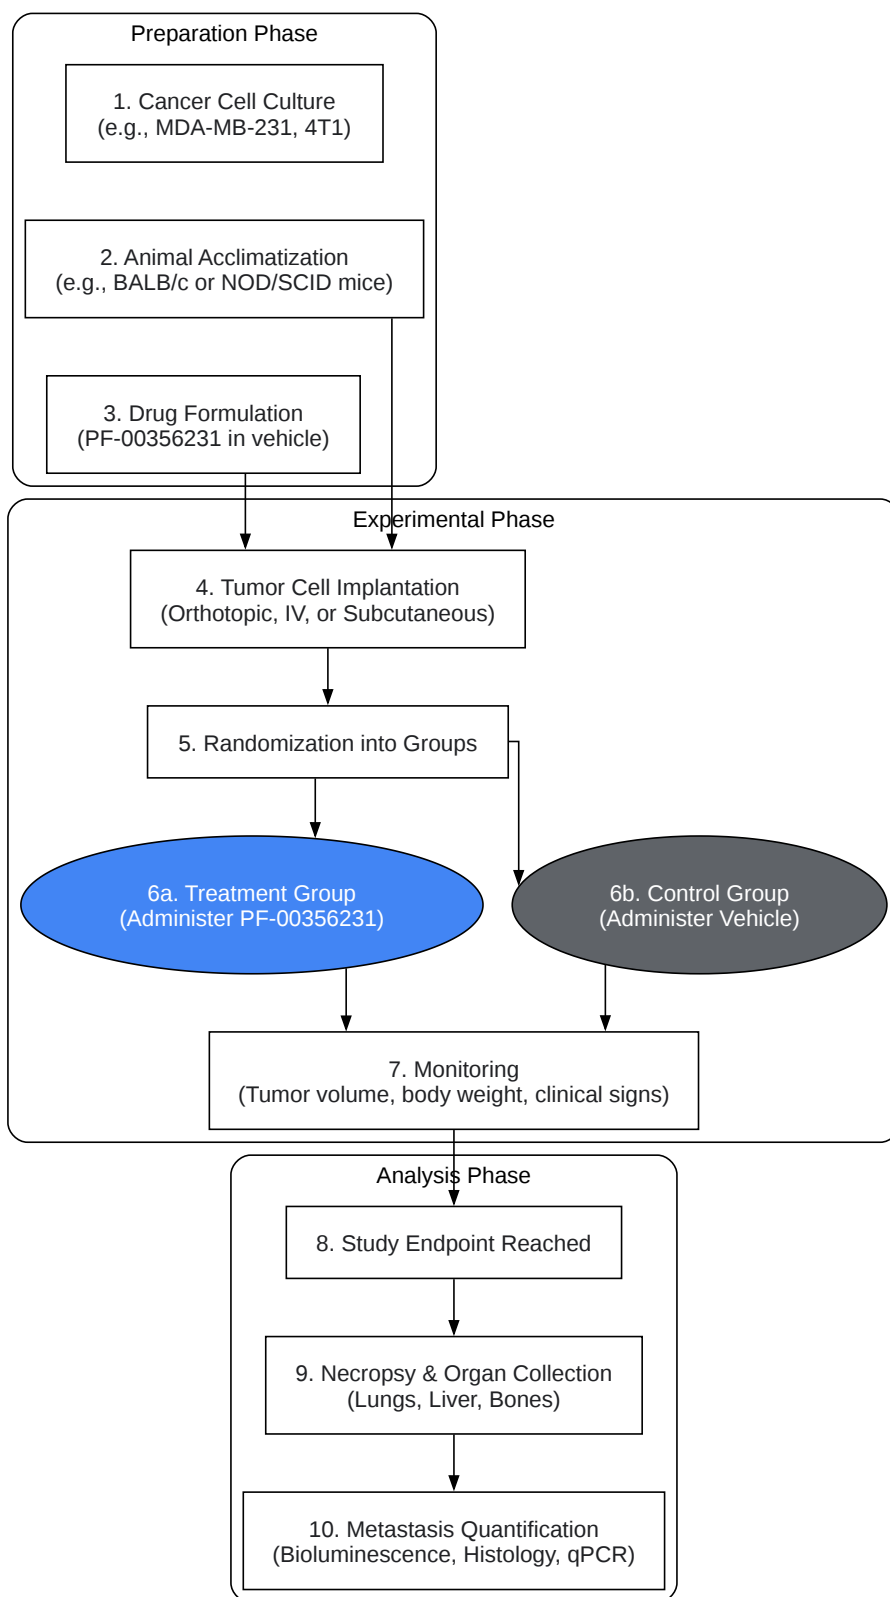 Preparation Phase
1. Cancer Cell Culture
(e.g., MDA-MB-231, 4T1)
2. Animal Acclimatization
(e.g., BALB/c or NOD/SCID mice)
3. Drug Formulation
(PF-00356231 in vehicle)
Experimental Phase
4. Tumor Cell Implantation
(Orthotopic, IV, or Subcutaneous)
5. Randomization into Groups
6a. Treatment Group
(Administer PF-00356231)
6b. Control Group
(Administer Vehicle)
7. Monitoring
(Tumor volume, body weight, clinical signs)
Analysis Phase
8. Study Endpoint Reached
9. Necropsy & Organ Collection
(Lungs, Liver, Bones)
10. Metastasis Quantification
(Bioluminescence, Histology, qPCR)